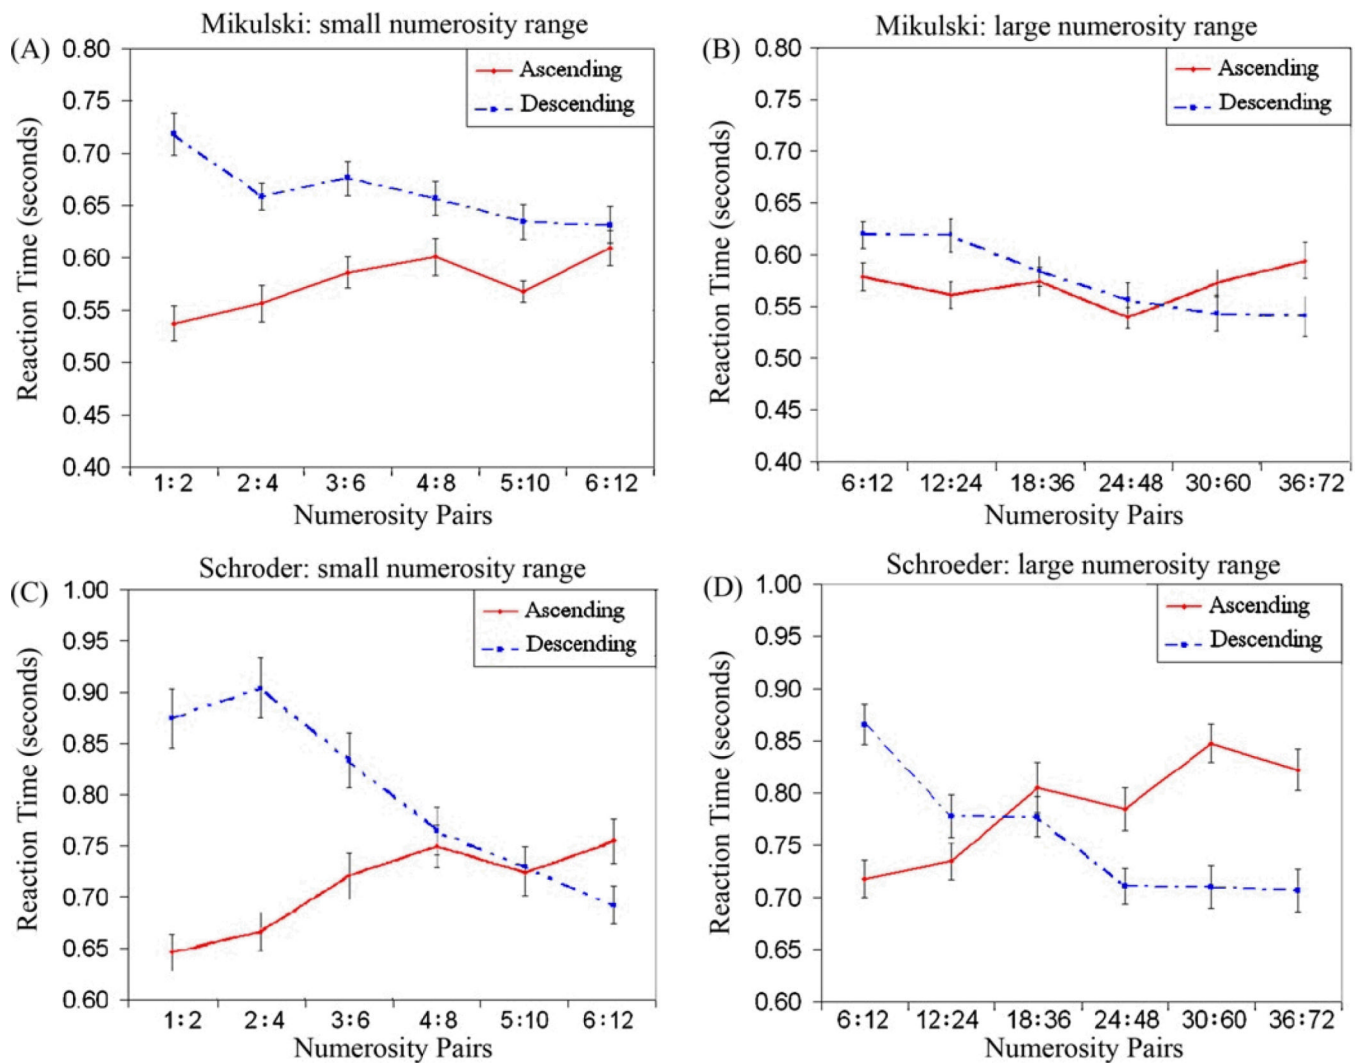 (A)
Mikulski: small numerosity range
0.80
0.75
0.70
0.65
0.60
0.55
0.50
0.45
0.40
Reaction Time (seconds)
Ascending
Descending
1:2 2:4 3:6 4:8 5:10 6:12
Numerosity Pairs
(B)
Mikulski: large numerosity range
0.80
0.75
0.70
0.65
0.60
0.55
0.50
0.45
0.40
Reaction Time (seconds)
Ascending
Descending
6:12 12:24 18:36 24:48 30:60 36:72
Numerosity Pairs
(C)
Schroder: small numerosity range
1.00
0.95
0.90
0.85
0.80
0.75
0.70
0.65
0.60
Reaction Time (seconds)
Ascending
Descending
1:2 2:4 3:6 4:8 5:10 6:12
Numerosity Pairs
(D)
Schroeder: large numerosity range
1.00
0.95
0.90
0.85
0.80
0.75
0.70
0.65
0.60
Reaction Time (seconds)
Ascending
Descending
6:12 12:24 18:36 24:48 30:60 36:72
Numerosity Pairs